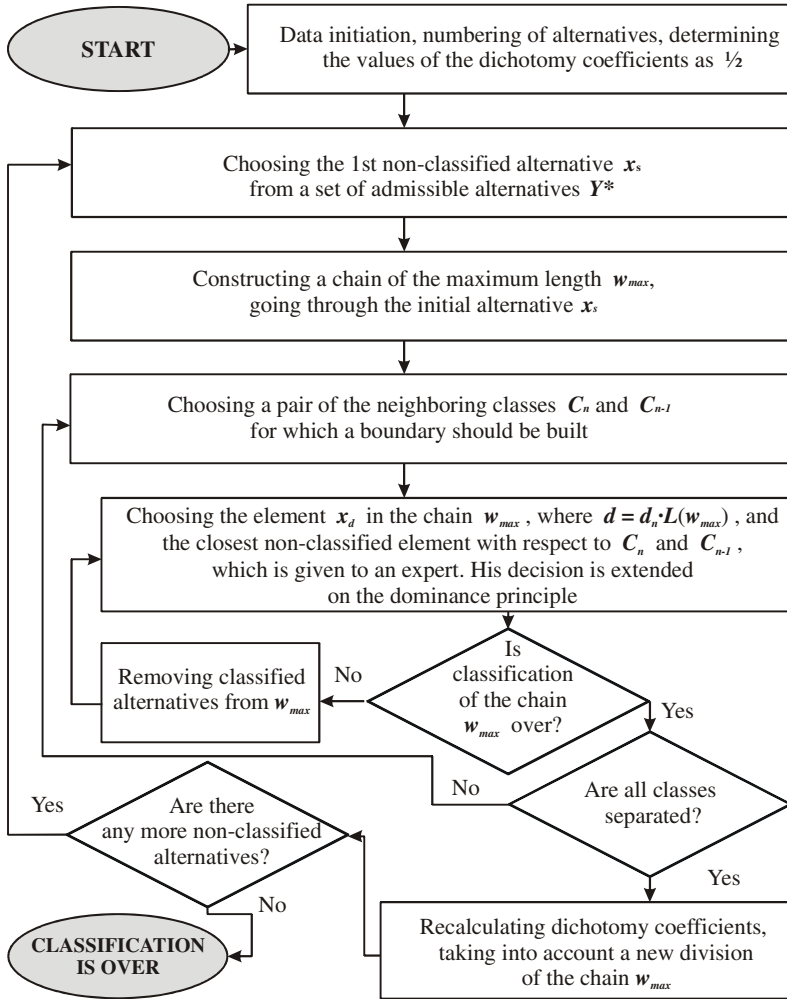 START
Data initiation, numbering of alternatives, determining
the values of the dichotomy coefficients as ½
Choosing the 1st non-classified alternative xs
from a set of admissible alternatives Y*
Constructing a chain of the maximum length wmax,
going through the initial alternative xs
Choosing a pair of the neighboring classes Cn and Cn-1
for which a boundary should be built
Choosing the element xd in the chain wmax , where d = dn·L(wmax) , and
the closest non-classified element with respect to Cn and Cn-1 ,
which is given to an expert. His decision is extended
on the dominance principle
Is
classification
of the chain
wmax over?
No
Removing classified
alternatives from wmax
Yes
Are all classes
separated?
No
Yes
Recalculating dichotomy coefficients,
taking into account a new division
of the chain wmax
Are there
any more non-classified
alternatives?
Yes
No
CLASSIFICATION
IS OVER